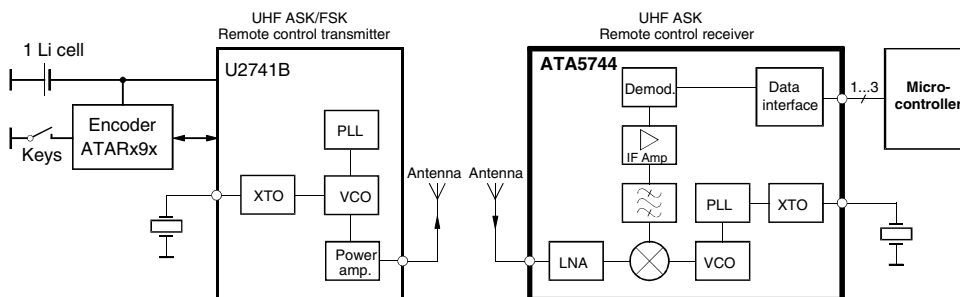 UHF ASK/FSK
Remote control transmitter
UHF ASK
Remote control receiver
1 Li cell
U2741B
ATA5744
Demod.
Data
interface
1...3
Micro-
controller
Encoder
ATARx9x
Keys
PLL
IF Amp
Antenna
Antenna
XTO
VCO
PLL
XTO
Power
amp.
LNA
VCO